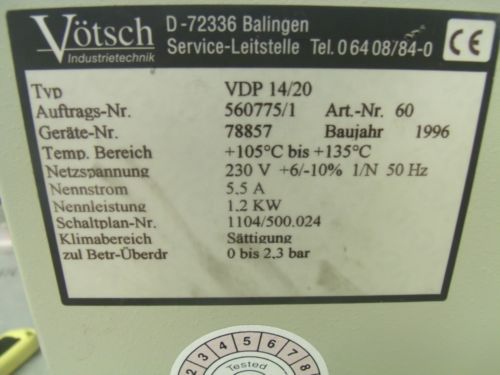 Vötsch
Industrietechnik
D-72336 Balingen
Service-Leitstelle Tel. 0 64 08/84-0
CE
Typ VDP 14/20
Auftrags-Nr. 560775/1 Art.-Nr. 60
Geräte-Nr. 78857 Baujahr 1996
Temp. Bereich +105°C bis +135°C
Netzspannung 230 V +6/-10% 1/N 50 Hz
Nennstrom 5,5 A
Nennleistung 1,2 KW
Schaltplan-Nr. 1104/500.024
Klimabereich Sättigung
zul Betr-Überdr 0 bis 2,3 bar
2 3 4 5 6 7 8
Tested